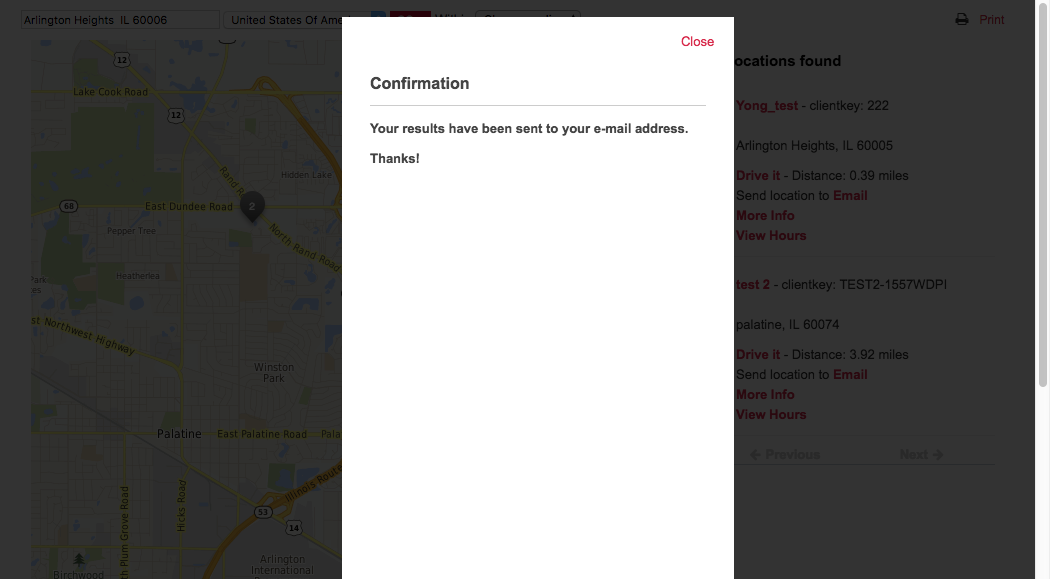 Arlington Heights  IL 60006
United States Of Ame
Print
Close
Confirmation
Your results have been sent to your e-mail address.
Thanks!
ocations found
Yong_test - clientkey: 222
Arlington Heights, IL 60005
Drive it - Distance: 0.39 miles
Send location to Email
More Info
View Hours
test 2 - clientkey: TEST2-1557WDPI
palatine, IL 60074
Drive it - Distance: 3.92 miles
Send location to Email
More Info
View Hours
Previous
Next
12
Lake Cook Road
12
Hidden Lake
Rand Ro
68
East Dundee Road
2
Pepper Tree
North Rand Road
Heatherlea
Park
tes
st Northwest Highway
Winston
Park
Palatine
East Palatine Road
Pala
Illinois Route
Hicks Road
h Plum Grove Road
53
14
Arlington
International
Birchwood